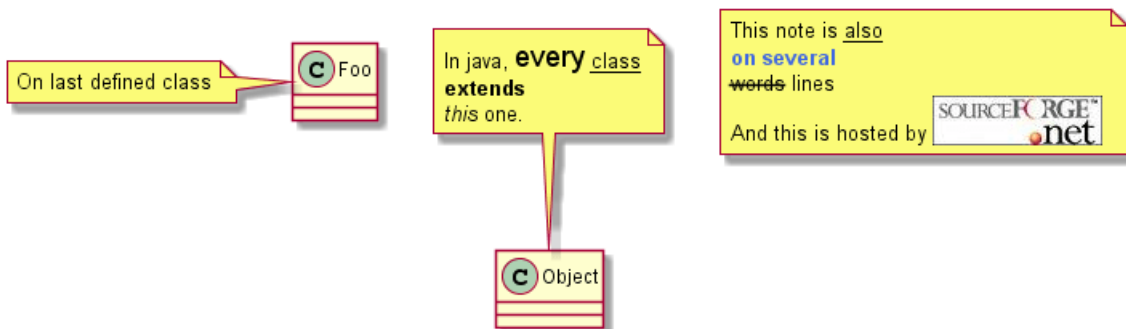 On last defined class
C Foo
In java, every class
extends
this one.
C Object
This note is also
on several
words lines
And this is hosted by SOURCEFORGE™
.net